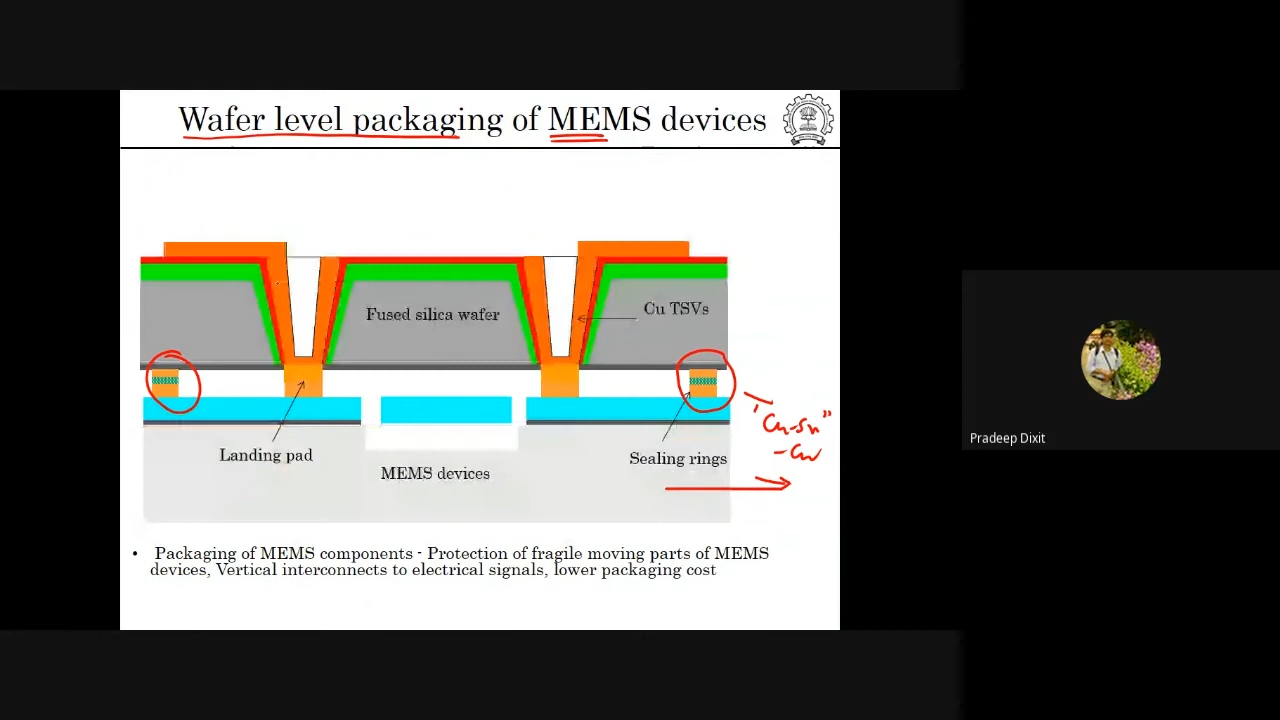 Wafer level packaging of MEMS devices
Fused silica wafer
Cu TSVs
"Cu-Sn"
-Cu
Landing pad
Sealing rings
MEMS devices
• Packaging of MEMS components - Protection of fragile moving parts of MEMS
devices, Vertical interconnects to electrical signals, lower packaging cost
Pradeep Dixit